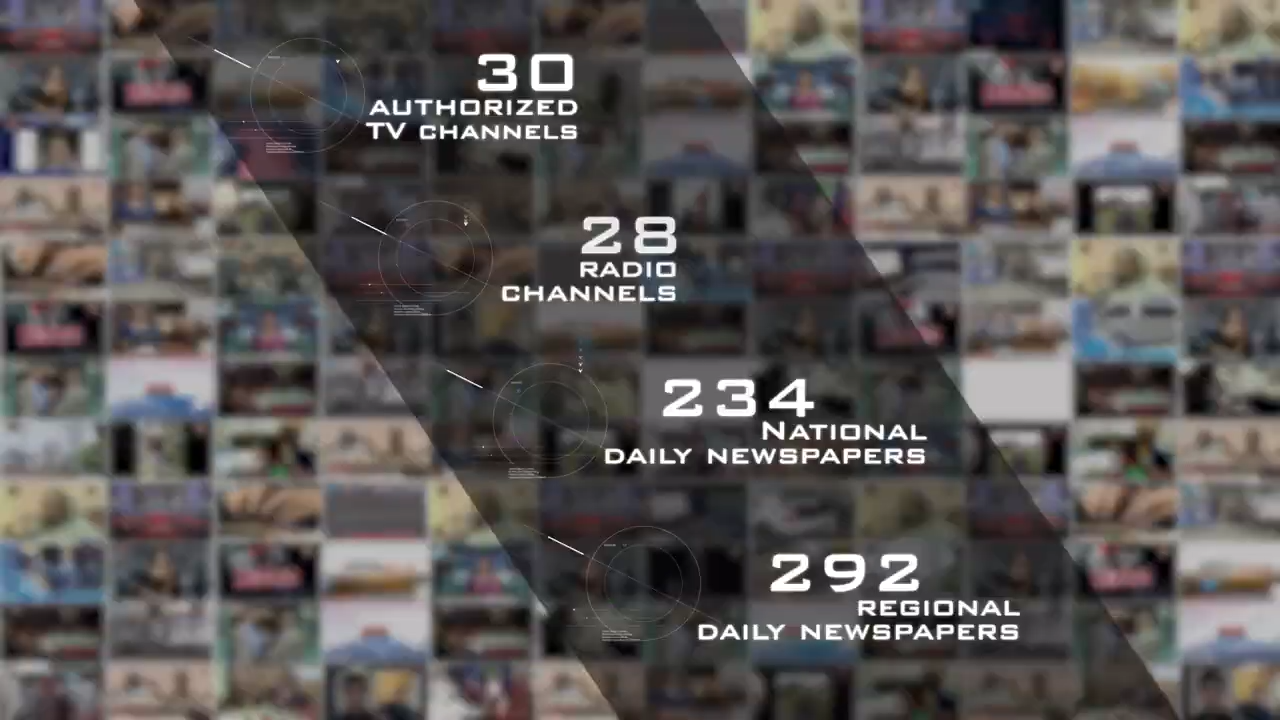 30
AUTHORIZED
TV CHANNELS
28
RADIO
CHANNELS
234
NATIONAL
DAILY NEWSPAPERS
292
REGIONAL
DAILY NEWSPAPERS